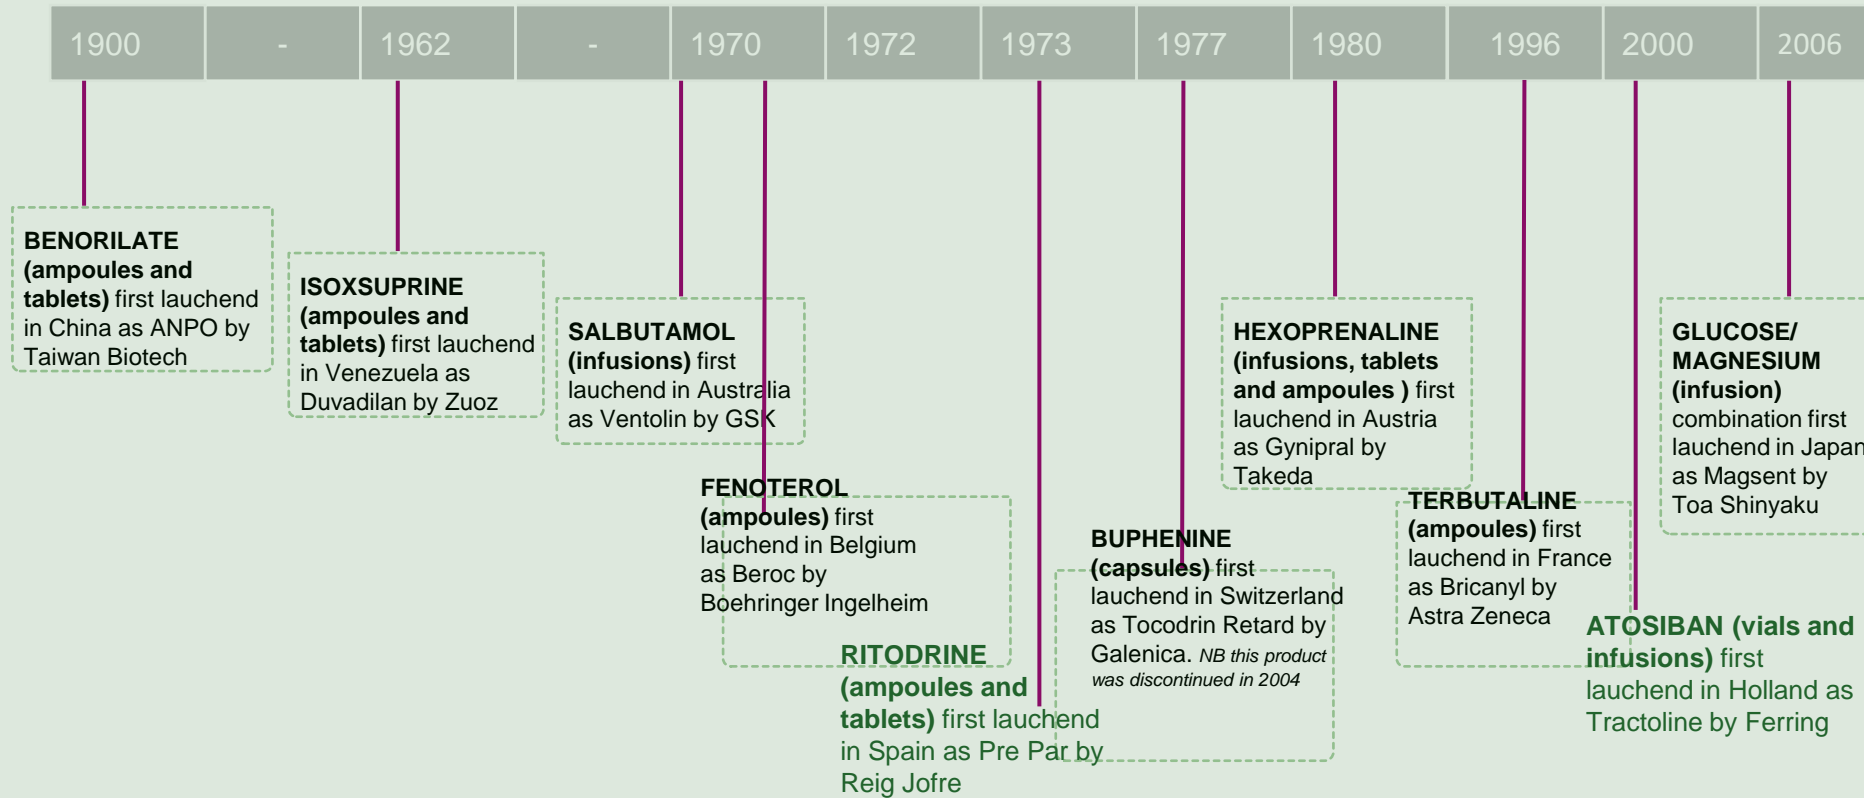 1900 - 1962 - 1970 1972 1973 1977 1980 1996 2000 2006
BENORILATE
(ampoules and
tablets) first lauchend
in China as ANPO by
Taiwan Biotech
ISOXSUPRINE
(ampoules and
tablets) first lauchend
in Venezuela as
Duvadilan by Zuoz
SALBUTAMOL
(infusions) first
lauchend in Australia
as Ventolin by GSK
FENOTEROL
(ampoules) first
lauchend in Belgium
as Beroc by
Boehringer Ingelheim
RITODRINE
(ampoules and
tablets) first lauchend
in Spain as Pre Par by
Reig Jofre
BUPHENINE
(capsules) first
lauchend in Switzerland
as Tocodrin Retard by
Galenica. NB this product
was discontinued in 2004
HEXOPRENALINE
(infusions, tablets
and ampoules ) first
lauchend in Austria
as Gynipral by
Takeda
TERBUTALINE
(ampoules) first
lauchend in France
as Bricanyl by
Astra Zeneca
ATOSIBAN (vials and
infusions) first
lauchend in Holland as
Tractoline by Ferring
GLUCOSE/
MAGNESIUM
(infusion)
combination first
lauchend in Japan
as Magsent by
Toa Shinyaku